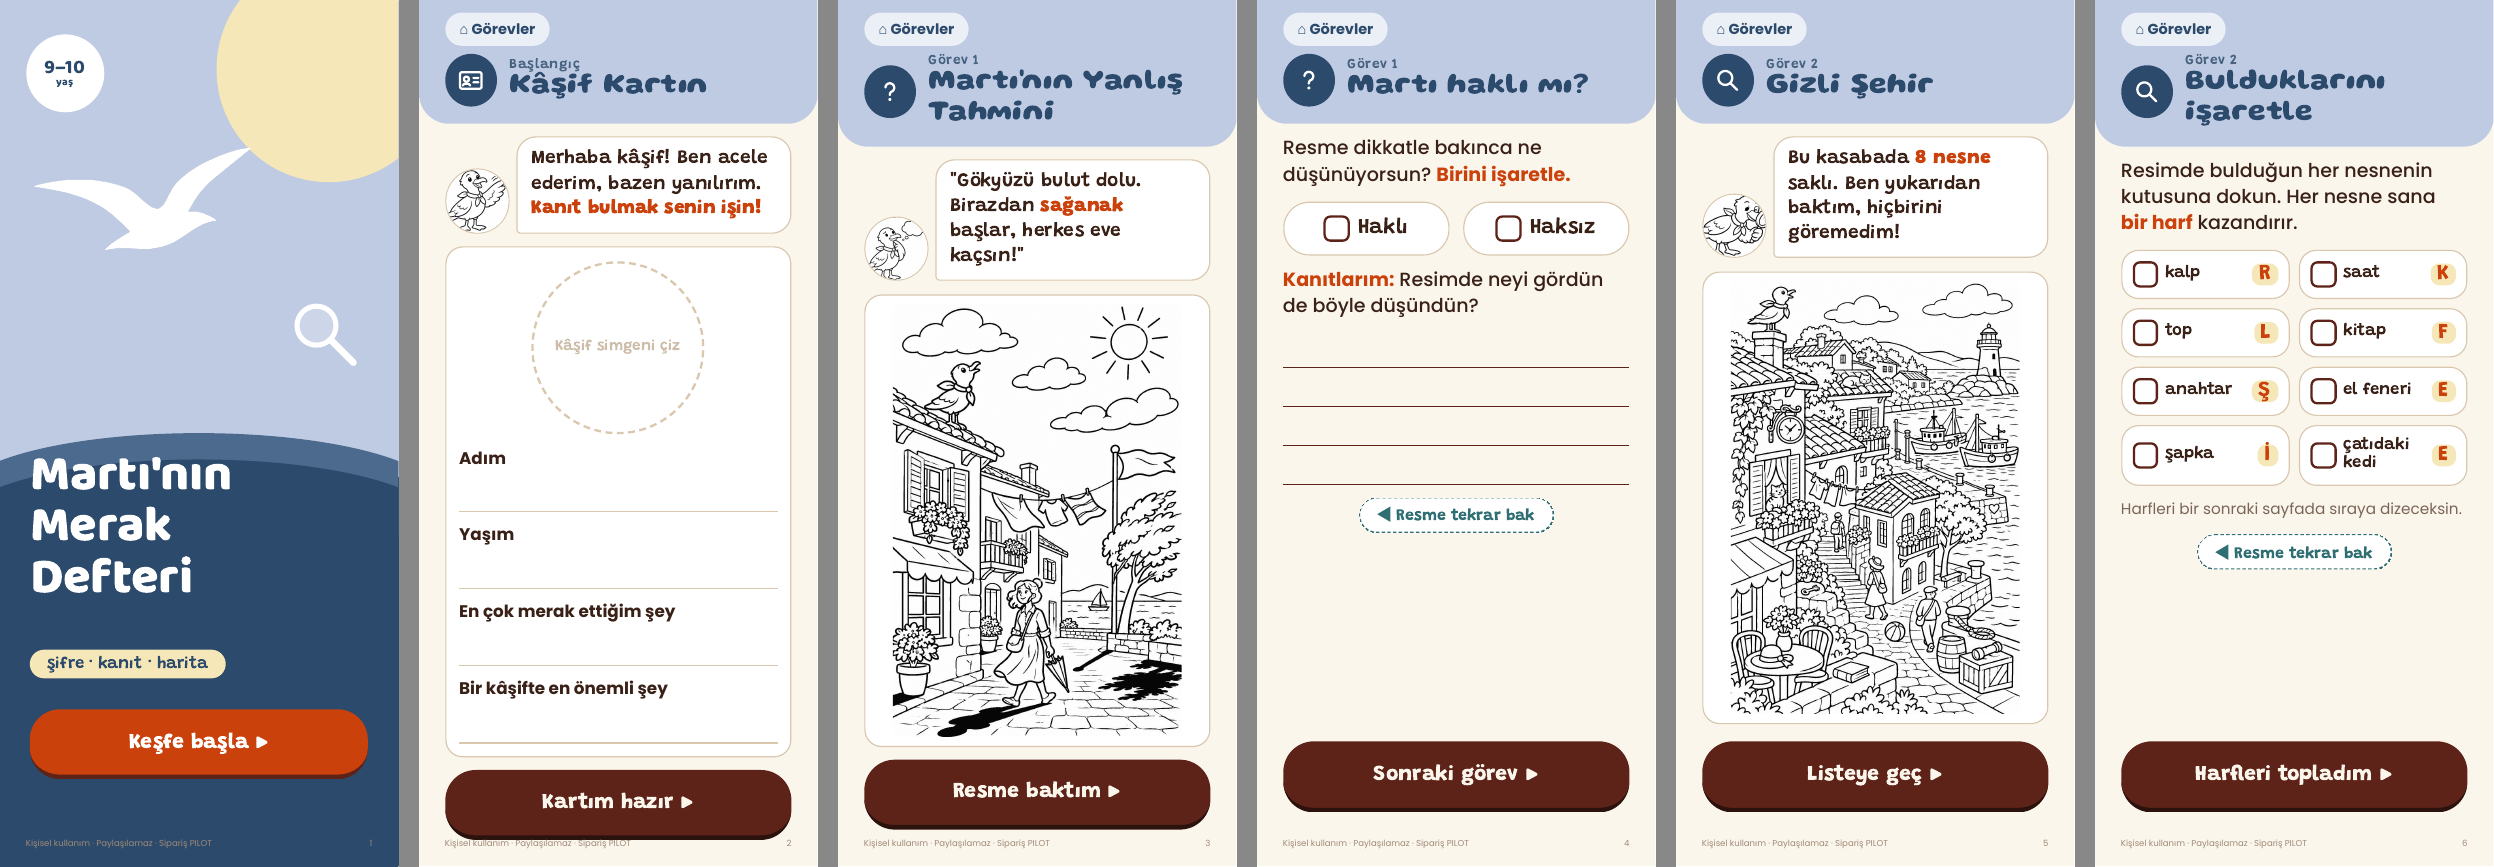 9–10
yaş
Martı'nın
Merak
Defteri
şifre · kanıt · harita
Keşfe başla ▸
Kişisel kullanım · Paylaşılamaz · Sipariş PILOT
1
⌂ Görevler
Başlangıç
Kâşif Kartın
Merhaba kâşif! Ben acele
ederim, bazen yanılırım.
Kanıt bulmak senin işin!
Kâşif simgeni çiz
Adım
Yaşım
En çok merak ettiğim şey
Bir kâşifte en önemli şey
Kartım hazır ▸
Kişisel kullanım · Paylaşılamaz · Sipariş PILOT
2
⌂ Görevler
Görev 1
Martı'nın Yanlış
Tahmini
"Gökyüzü bulut dolu.
Birazdan sağanak
başlar, herkes eve
kaçsın!"
Resme baktım ▸
Kişisel kullanım · Paylaşılamaz · Sipariş PILOT
3
⌂ Görevler
?
Görev 1
Martı haklı mı?
Resme dikkatle bakınca ne
düşünüyorsun? Birini işaretle.
Haklı
Haksız
Kanıtlarım: Resimde neyi gördün
de böyle düşündün?
◀ Resme tekrar bak
Sonraki görev ▸
Kişisel kullanım · Paylaşılamaz · Sipariş PILOT
4
⌂ Görevler
Görev 2
Gizli Şehir
Bu kasabada 8 nesne
saklı. Ben yukarıdan
baktım, hiçbirini
göremedim!
Listeye geç ▸
Kişisel kullanım · Paylaşılamaz · Sipariş PILOT
5
⌂ Görevler
Görev 2
Bulduklarını
işaretle
Resimde bulduğun her nesnenin
kutusuna dokun. Her nesne sana
bir harf kazandırır.
kalp R
saat K
top L
kitap F
anahtar Ş
el feneri E
şapka İ
çatıdaki
kedi E
Harfleri bir sonraki sayfada sıraya dizeceksin.
◀ Resme tekrar bak
Harfleri topladım ▸
Kişisel kullanım · Paylaşılamaz · Sipariş PILOT
6